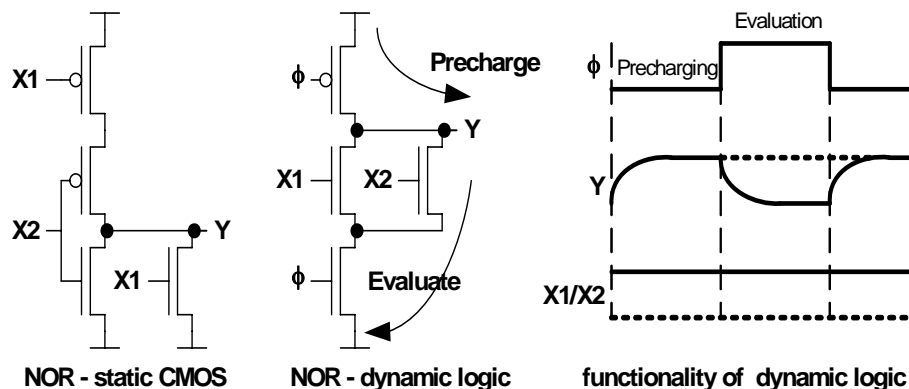 X1
X2
X1
Y
NOR - static CMOS
ϕ
Precharge
Y
X1
X2
ϕ
Evaluate
NOR - dynamic logic
Evaluation
ϕ
Precharging
Y
X1/X2
functionality of dynamic logic